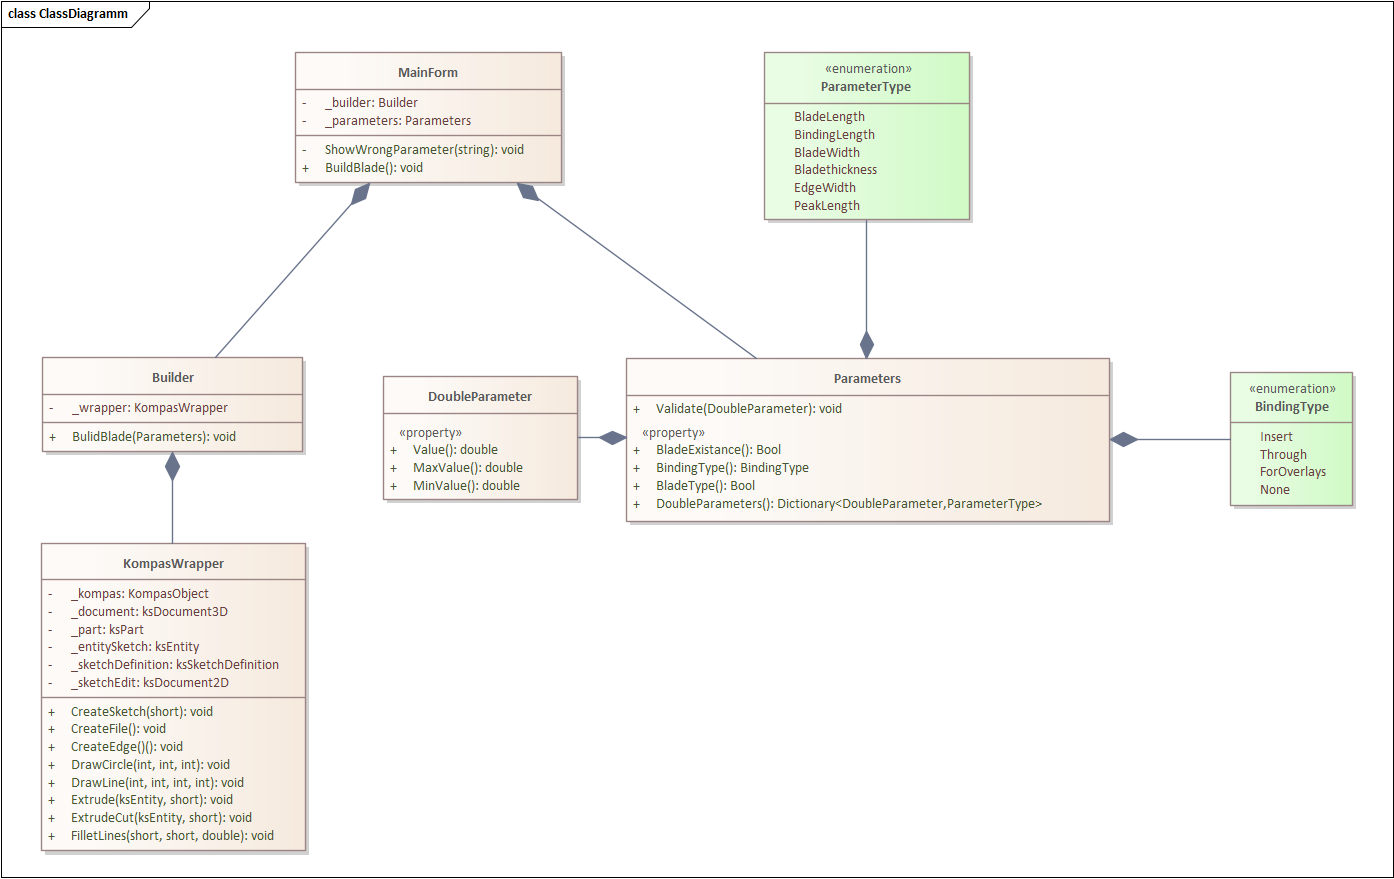 class ClassDiagramm
MainForm
- _builder: Builder
- _parameters: Parameters
- ShowWrongParameter(string): void
+ BuildBlade(): void
«enumeration»
ParameterType
BladeLength
BindingLength
BladeWidth
Bladethickness
EdgeWidth
PeakLength
Builder
- _wrapper: KompasWrapper
+ BulidBlade(Parameters): void
DoubleParameter
«property»
+ Value(): double
+ MaxValue(): double
+ MinValue(): double
Parameters
+ Validate(DoubleParameter): void
«property»
+ BladeExistance(): Bool
+ BindingType(): BindingType
+ BladeType(): Bool
+ DoubleParameters(): Dictionary<DoubleParameter,ParameterType>
«enumeration»
BindingType
Insert
Through
ForOverlays
None
KompasWrapper
- _kompas: KompasObject
- _document: ksDocument3D
- _part: ksPart
- _entitySketch: ksEntity
- _sketchDefinition: ksSketchDefinition
- _sketchEdit: ksDocument2D
+ CreateSketch(short): void
+ CreateFile(): void
+ CreateEdge()(): void
+ DrawCircle(int, int, int): void
+ DrawLine(int, int, int, int): void
+ Extrude(ksEntity, short): void
+ ExtrudeCut(ksEntity, short): void
+ FilletLines(short, short, double): void